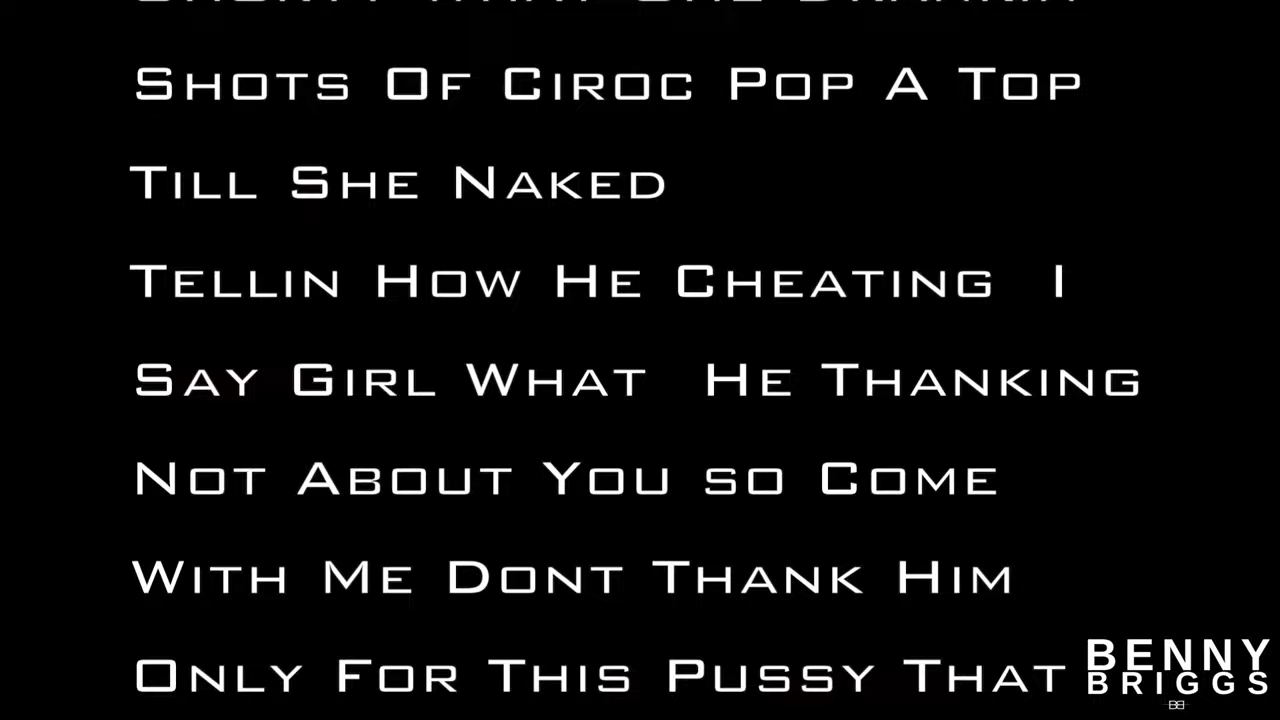 Shots Of Ciroc Pop A Top
Till She Naked
Tellin How He Cheating I
Say Girl What He Thanking
Not About You so Come
With Me Dont Thank Him
Only For This Pussy That
BENNY
BRIGGS